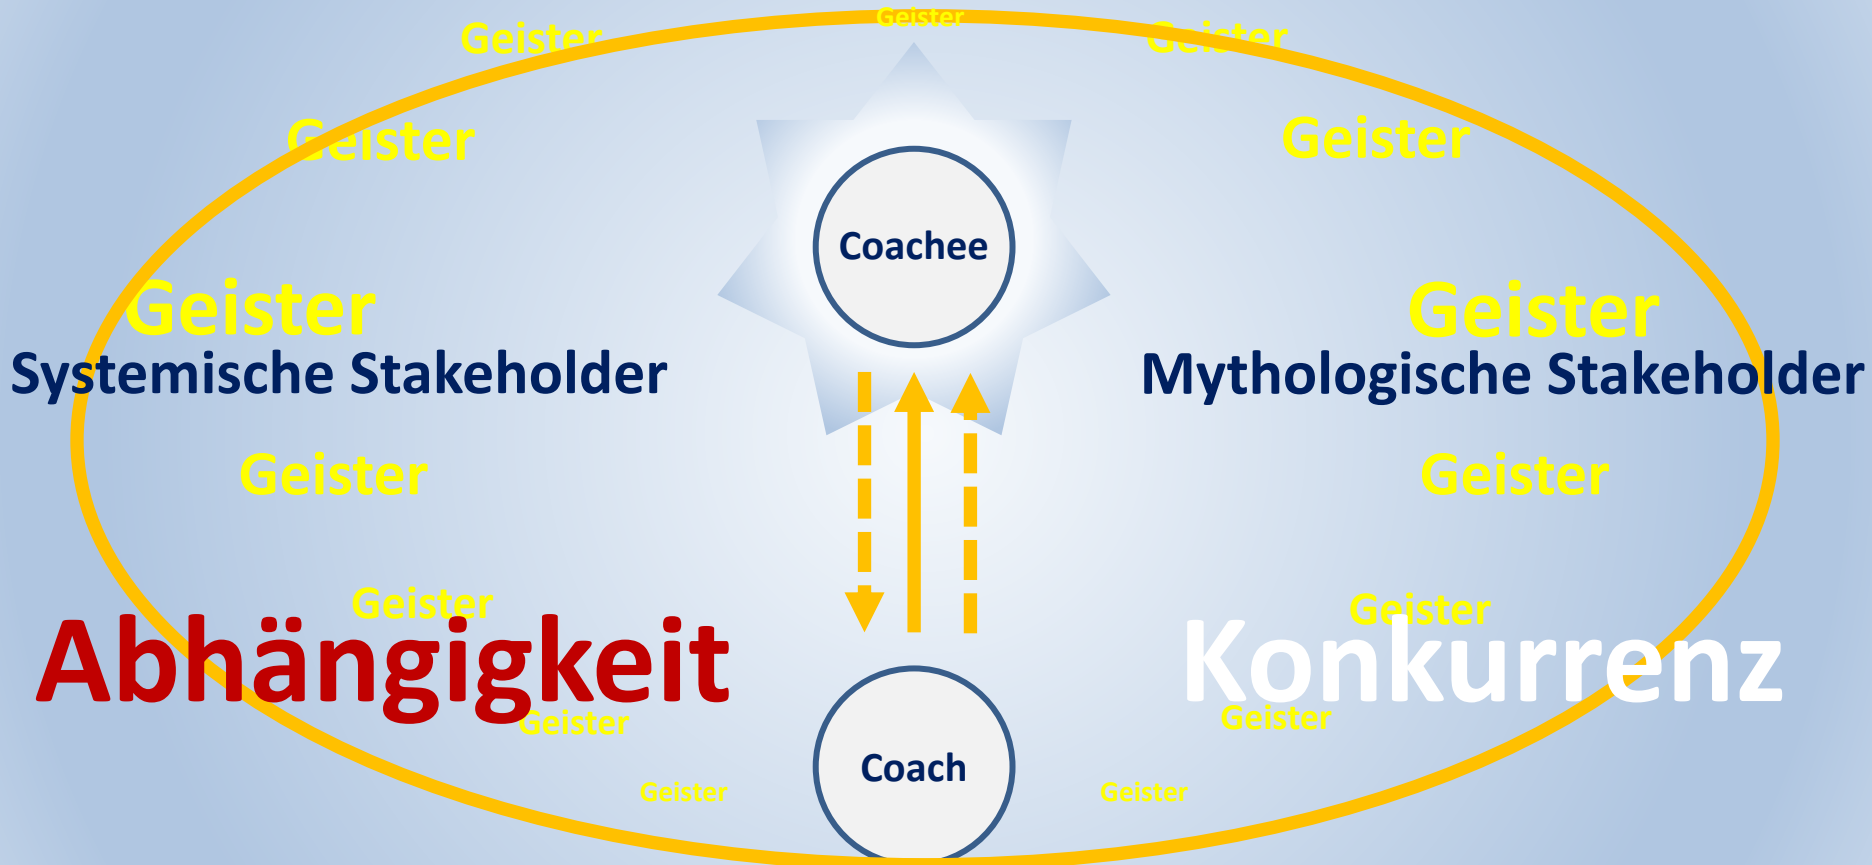 Geister
Geister
Geister
Geister
Geister
Coachee
Geister
Geister
Systemische Stakeholder
Mythologische Stakeholder
Geister
Geister
Geister
Geister
Abhängigkeit
Konkurrenz
Geister
Geister
Coach
Geister
Geister